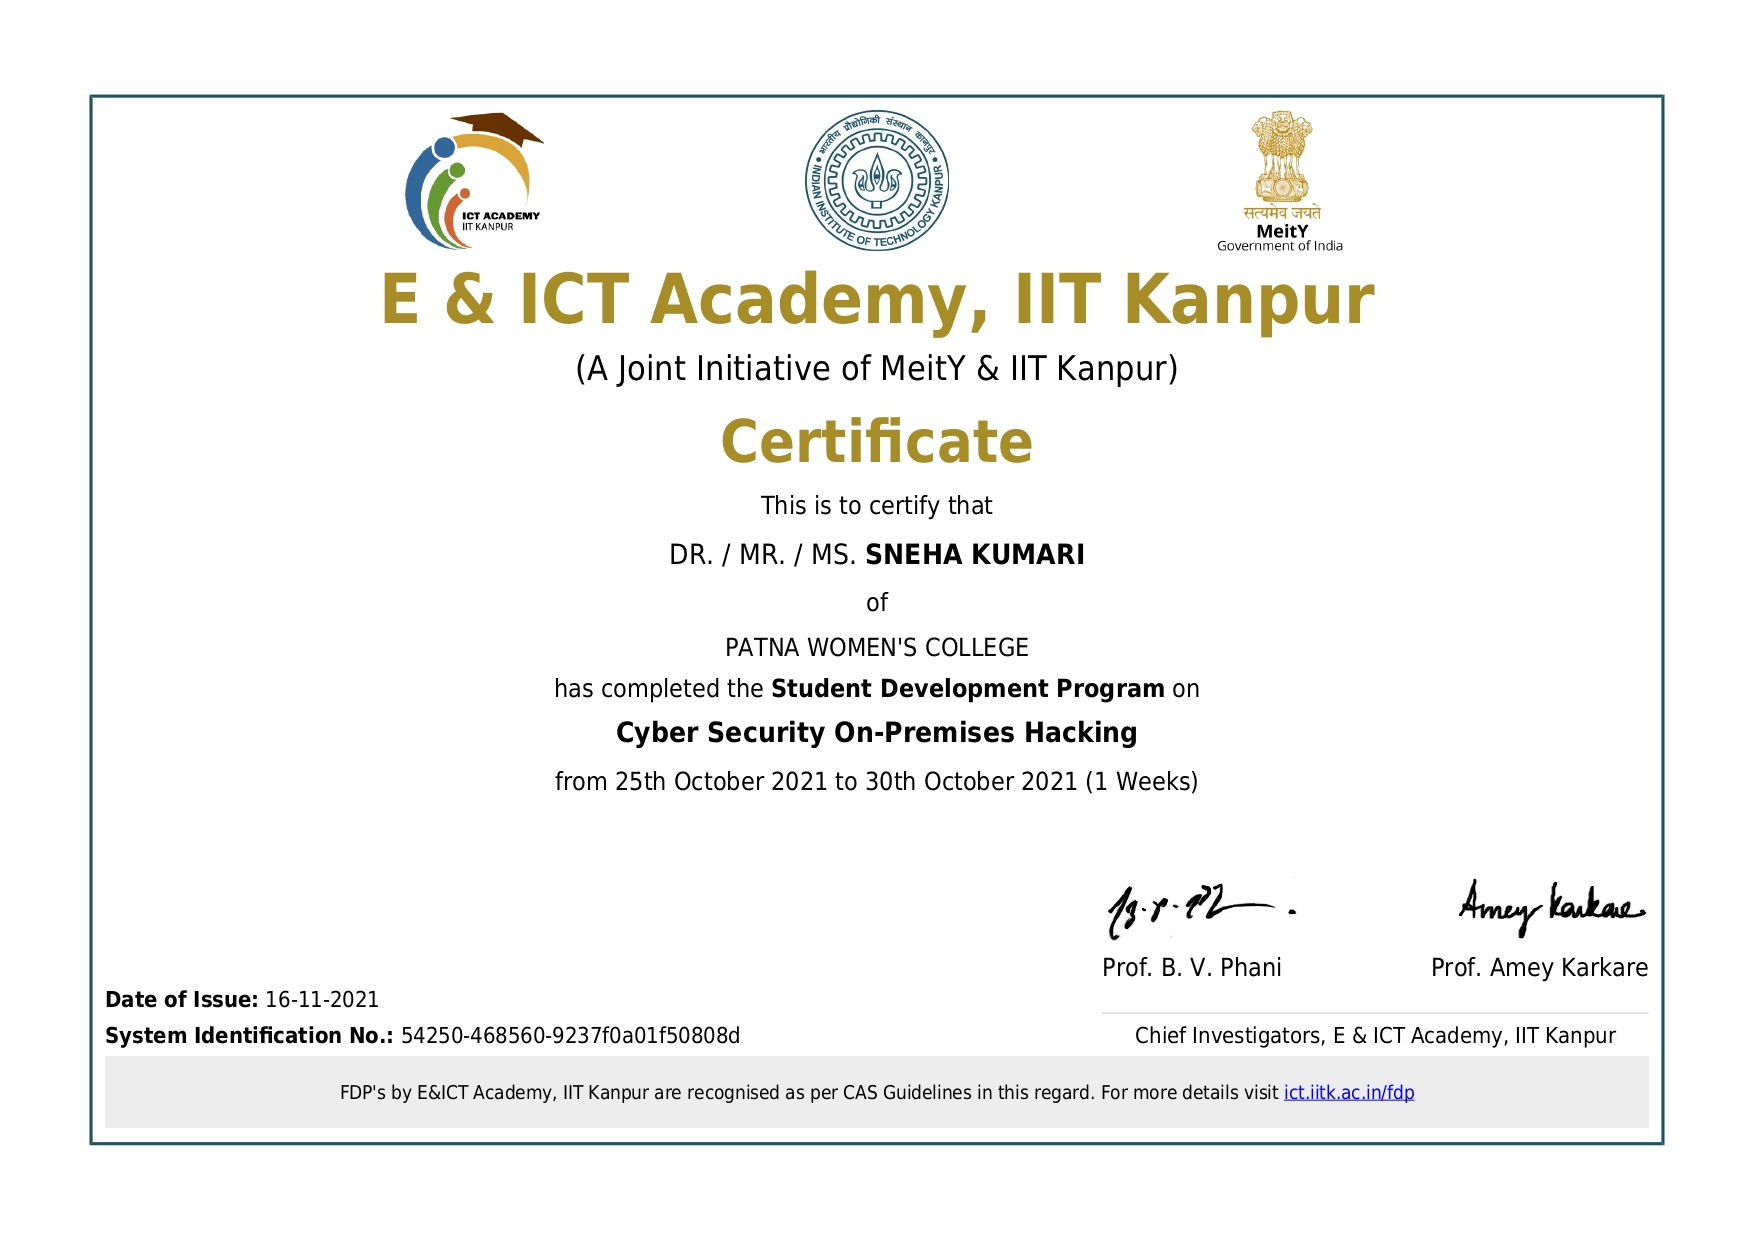 ICT ACADEMY
IIT KANPUR
भारतीय प्रौद्योगिकी संस्थान कानपुर
INDIAN INSTITUTE OF TECHNOLOGY KANPUR
सत्यमेव जयते
MeitY
Government of India
E & ICT Academy, IIT Kanpur
(A Joint Initiative of MeitY & IIT Kanpur)
Certificate
This is to certify that
DR. / MR. / MS. SNEHA KUMARI
of
PATNA WOMEN'S COLLEGE
has completed the Student Development Program on
Cyber Security On-Premises Hacking
from 25th October 2021 to 30th October 2021 (1 Weeks)
Amey Karkare
Prof. B. V. Phani
Prof. Amey Karkare
Date of Issue: 16-11-2021
System Identification No.: 54250-468560-9237f0a01f50808d
Chief Investigators, E & ICT Academy, IIT Kanpur
FDP's by E&ICT Academy, IIT Kanpur are recognised as per CAS Guidelines in this regard. For more details visit ict.iitk.ac.in/fdp